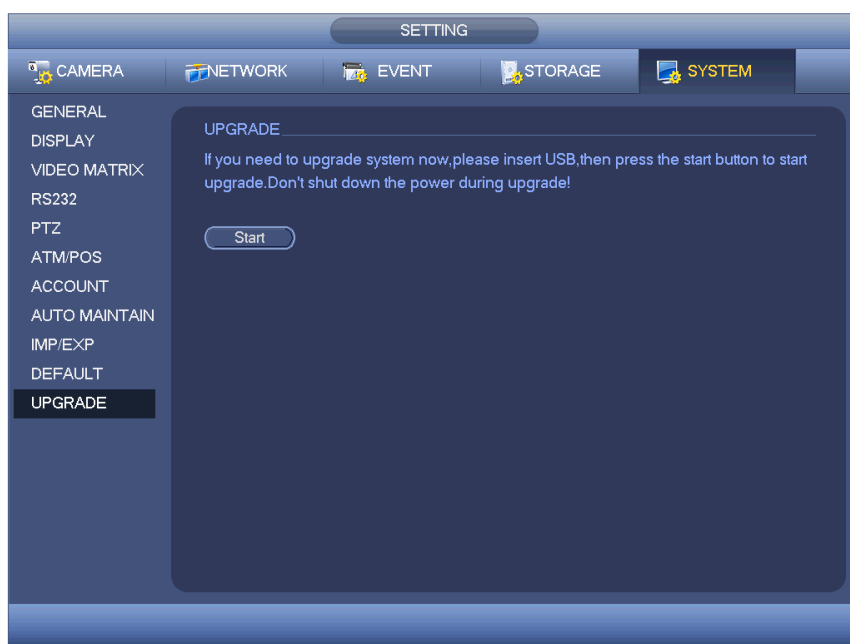 SETTING
CAMERA
NETWORK
EVENT
STORAGE
SYSTEM
GENERAL
DISPLAY
VIDEO MATRIX
RS232
PTZ
ATM/POS
ACCOUNT
AUTO MAINTAIN
IMP/EXP
DEFAULT
UPGRADE
UPGRADE
If you need to upgrade system now,please insert USB,then press the start button to start
upgrade.Don't shut down the power during upgrade!
Start